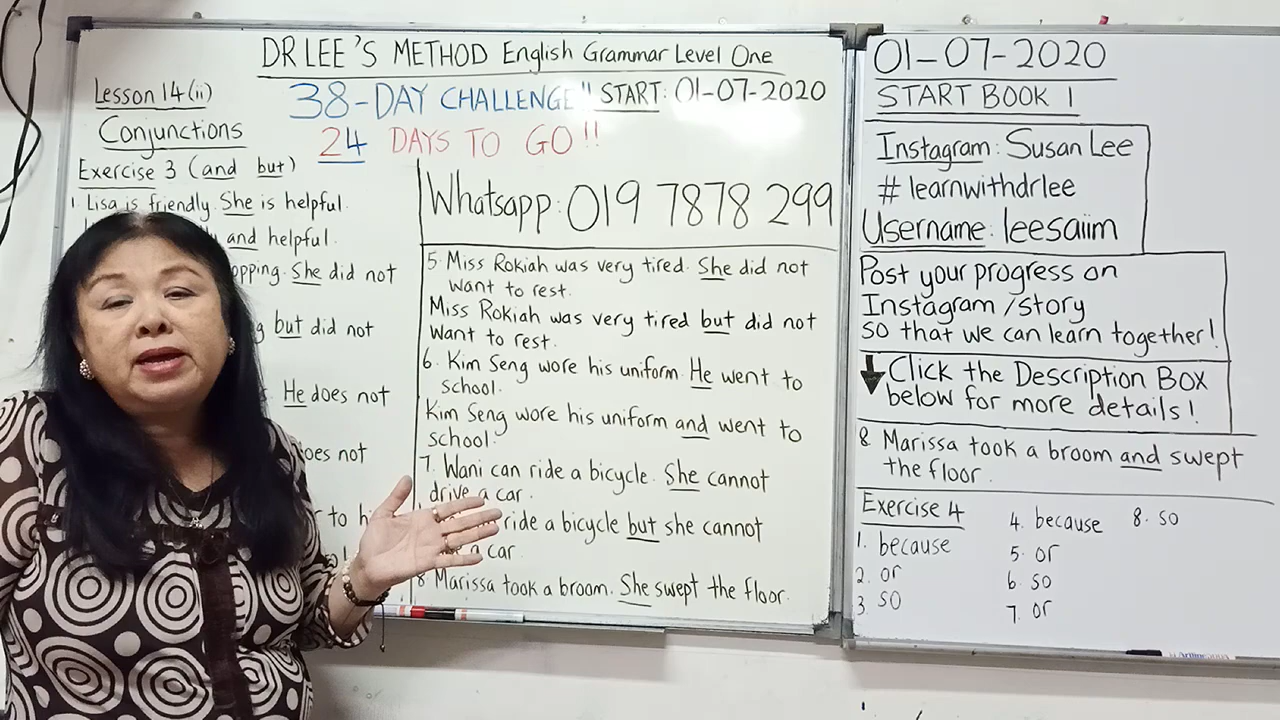 DR LEE'S METHOD English Grammar Level One
Lesson 14(ii)
Conjunctions
38-DAY CHALLENGE!! START: 01-07-2020
24 DAYS TO GO!!
Exercise 3 (and but)
1. Lisa is friendly. She is helpful.
and helpful.
She did not
but did not
He does not
does not
Whatsapp: 019 7878 299
5. Miss Rokiah was very tired. She did not
want to rest.
Miss Rokiah was very tired but did not
want to rest.
6. Kim Seng wore his uniform. He went to
school.
Kim Seng wore his uniform and went to
school.
7. Wani can ride a bicycle. She cannot
drive a car.
ride a bicycle but she cannot
a car.
8. Marissa took a broom. She swept the floor.
01-07-2020
START BOOK 1
Instagram: Susan Lee
# learnwithdrlee
Username: leesaiim
Post your progress on
Instagram/story
so that we can learn together!
Click the Description Box
below for more details!
8. Marissa took a broom and swept
the floor.
Exercise 4
1. because
2. or
3. so
4. because
5. or
6. so
7. or
8. so